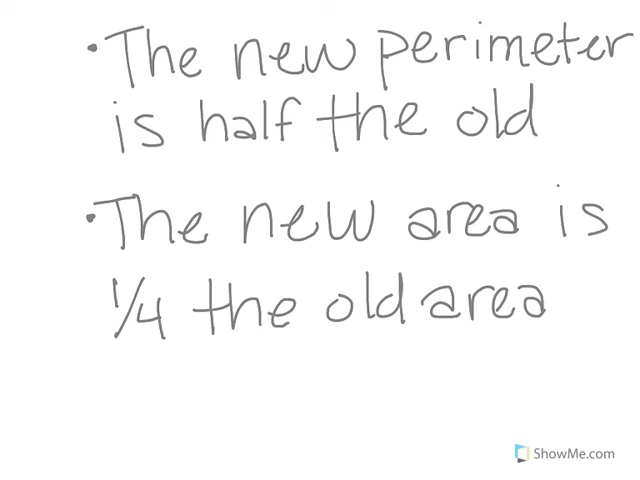 • The new perimeter
is half the old
• The new area is
1/4 the old area
ShowMe.com